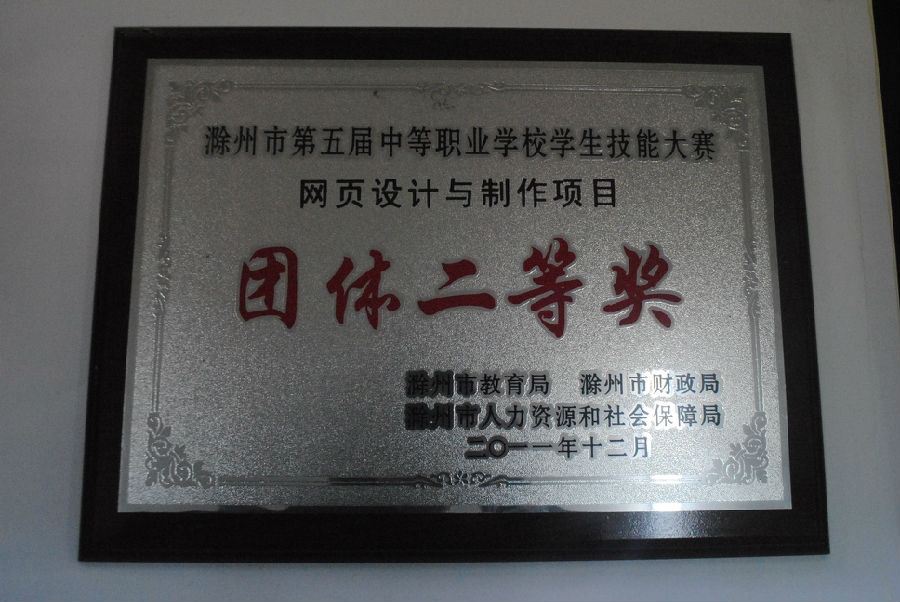 滁州市第五届中等职业学校学生技能大赛
网页设计与制作项目
团体二等奖
滁州市教育局 滁州市财政局
滁州市人力资源和社会保障局
二〇一一年十二月